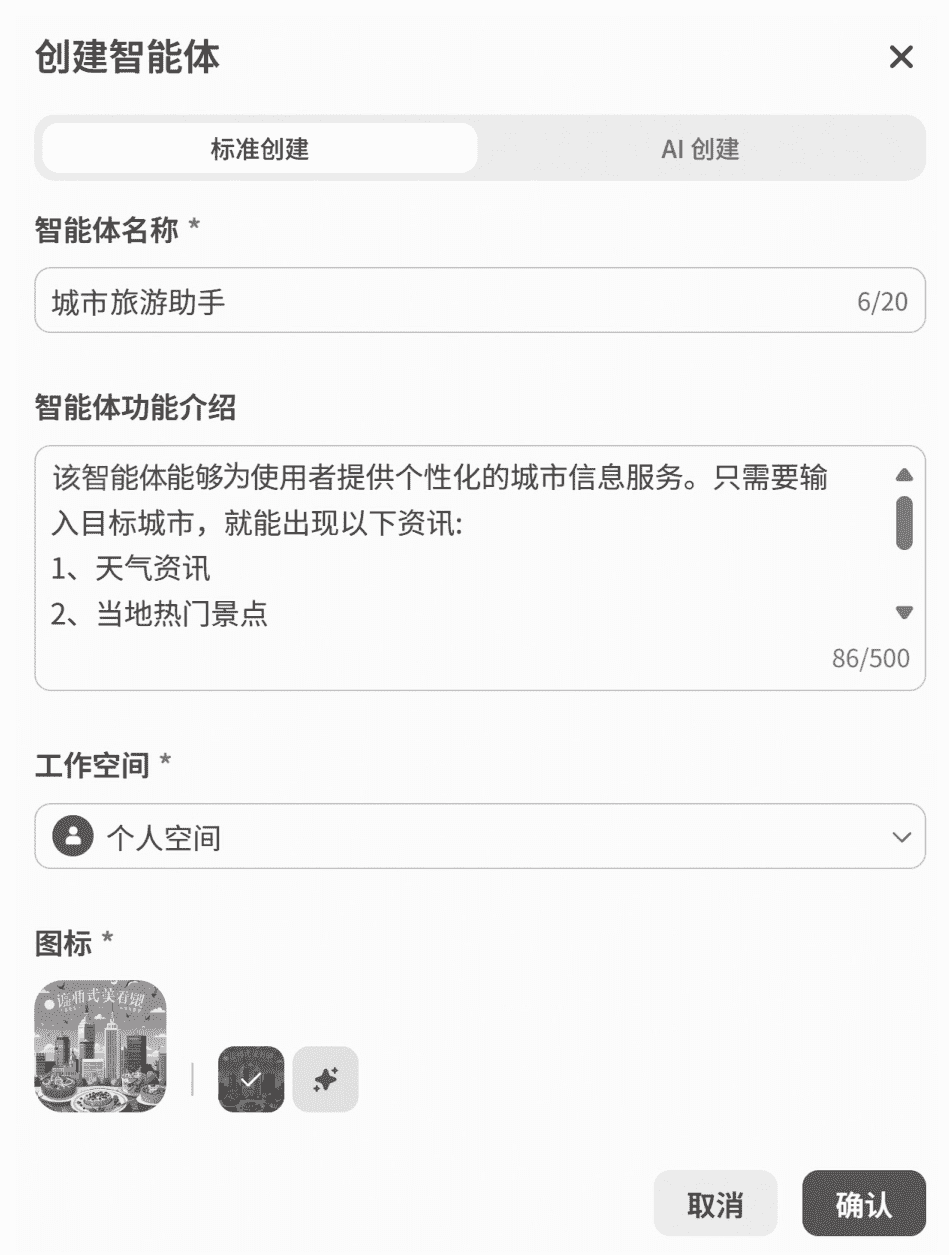 创建智能体
标准创建
AI 创建
智能体名称 *
城市旅游助手
6/20
智能体功能介绍
该智能体能够为使用者提供个性化的城市信息服务。只需要输
入目标城市，就能出现以下资讯:
1、天气资讯
2、当地热门景点
86/500
工作空间 *
个人空间
图标 *
取消
确认